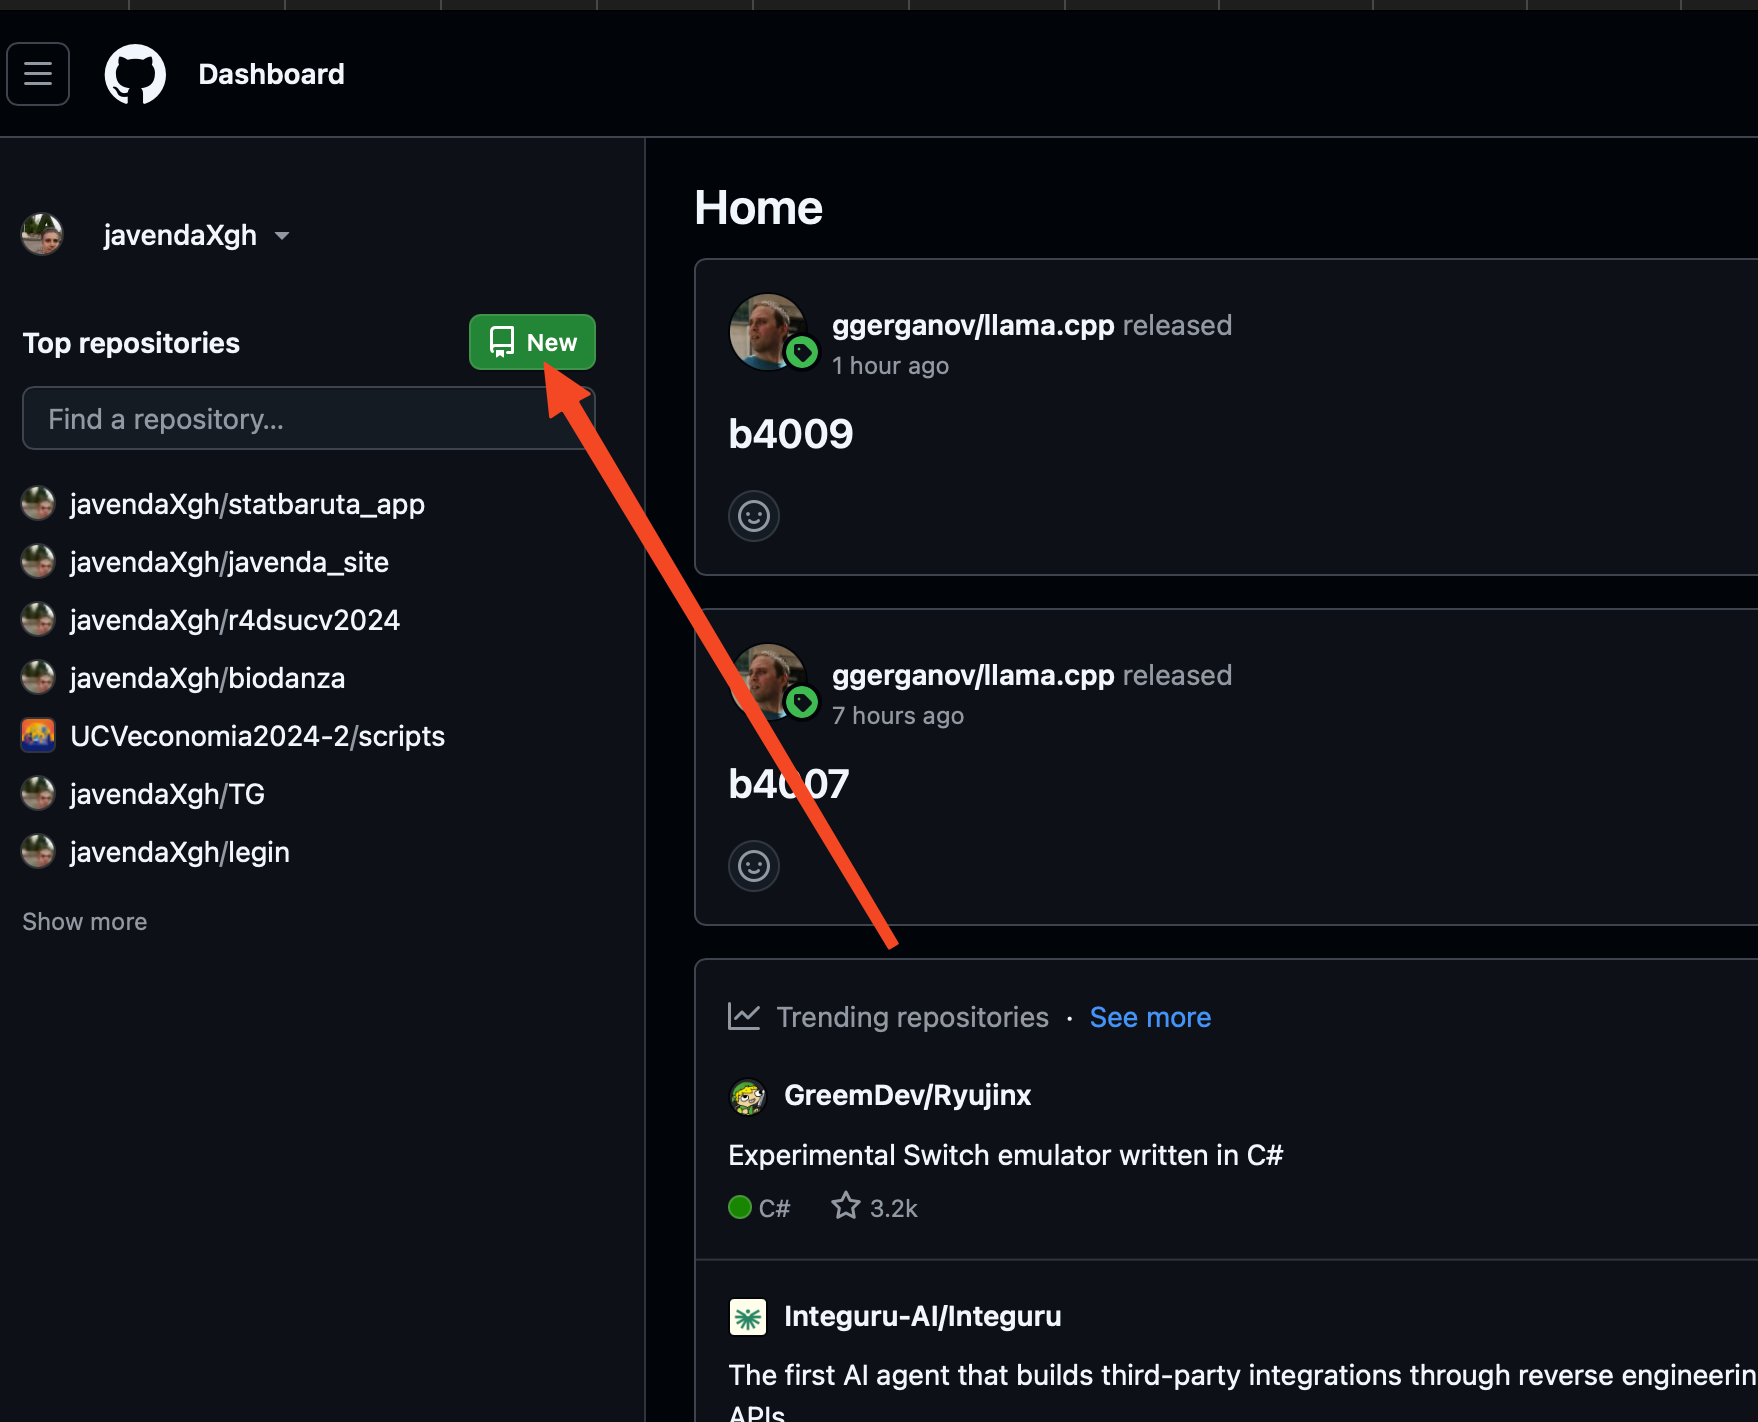 Dashboard
javendaXgh
Top repositories
New
Find a repository...
javendaXgh/statbaruta_app
javendaXgh/javenda_site
javendaXgh/r4dsucv2024
javendaXgh/biodanza
UCVeconomia2024-2/scripts
javendaXgh/TG
javendaXgh/legin
Show more
Home
ggerganov/llama.cpp released
1 hour ago
b4009
ggerganov/llama.cpp released
7 hours ago
b4007
Trending repositories · See more
GreemDev/Ryujinx
Experimental Switch emulator written in C#
C# 3.2k
Integuru-AI/Integuru
The first AI agent that builds third-party integrations through reverse engineerin
APIs